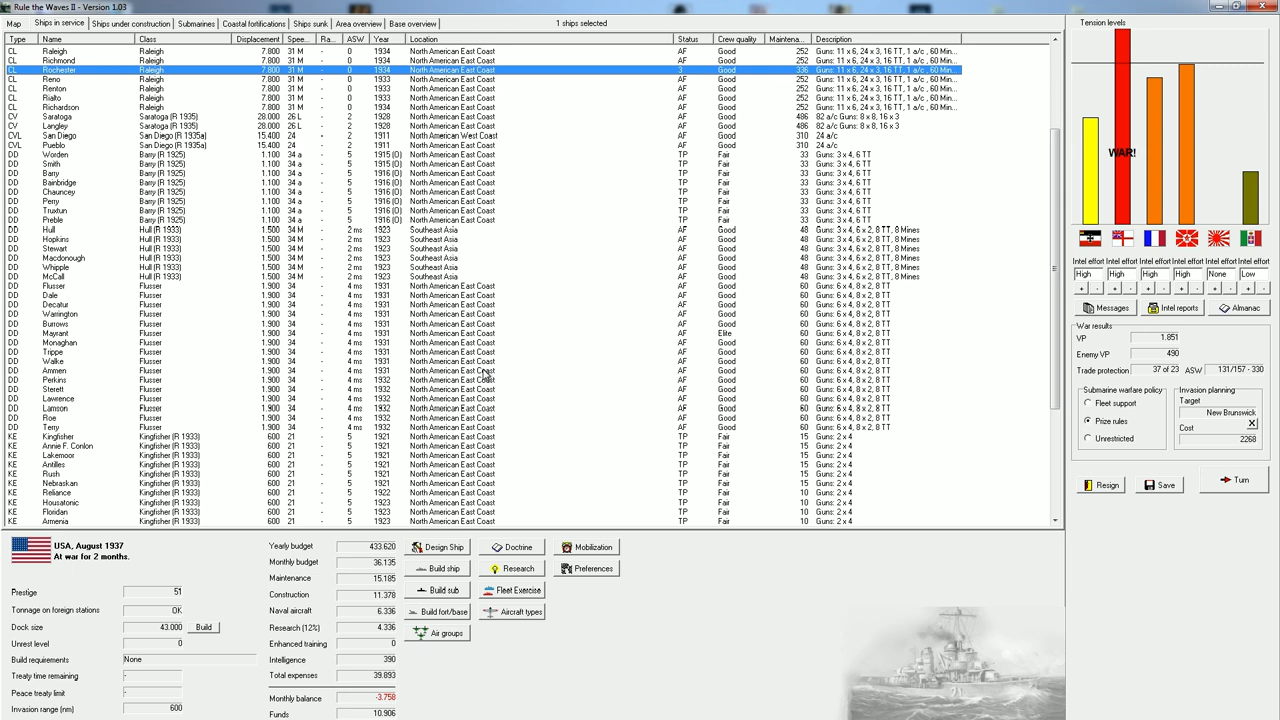 Rule the Waves II - Version 1.03
Map Ships in service Ships under construction Submarines Coastal fortifications Ships sunk Area overview Base overview 1 ships selected
Type Name Class Displacement Spee... Ra... ASW Year Location Status Crew quality Maintena... Description
CL Raleigh Raleigh 7.800 31 M - 0 1934 North American East Coast AF Good 252 Guns: 11 x 6, 24 x 3, 16 TT, 1 a/c , 60 Min...
CL Richmond Raleigh 7.800 31 M - 0 1934 North American East Coast AF Good 252 Guns: 11 x 6, 24 x 3, 16 TT, 1 a/c , 60 Min...
CL Rochester Raleigh 7.800 31 M - 0 1934 North American East Coast 3 Good 336 Guns: 11 x 6, 24 x 3, 16 TT, 1 a/c , 60 Min...
CL Reno Raleigh 7.800 31 M - 0 1934 North American East Coast AF Good 252 Guns: 11 x 6, 24 x 3, 16 TT, 1 a/c , 60 Min...
CL Renton Raleigh 7.800 31 M - 0 1934 North American East Coast AF Good 252 Guns: 11 x 6, 24 x 3, 16 TT, 1 a/c , 60 Min...
CL Rialto Raleigh 7.800 31 M - 0 1934 North American East Coast AF Good 252 Guns: 11 x 6, 24 x 3, 16 TT, 1 a/c , 60 Min...
CL Richardson Raleigh 7.800 31 M - 0 1934 North American East Coast AF Good 252 Guns: 11 x 6, 24 x 3, 16 TT, 1 a/c , 60 Min...
CV Saratoga Saratoga (R 1935) 28.000 26 L - 2 1928 North American East Coast AF Good 486 82 a/c Guns: 8 x 8, 16 x 3
CV Langley Saratoga (R 1935) 28.000 26 L - 2 1928 North American East Coast AF Good 486 82 a/c Guns: 8 x 8, 16 x 3
CVL San Diego San Diego (R 1935a) 15.400 24 - 2 1911 North American West Coast AF Good 310 24 a/c
CVL Pueblo San Diego (R 1935a) 15.400 24 - 2 1911 North American East Coast AF Good 310 24 a/c
DD Worden Barry (R 1925) 1.100 34 a - 5 1915 (O) North American East Coast TP Fair 33 Guns: 3 x 4, 6 TT
DD Smith Barry (R 1925) 1.100 34 a - 5 1915 (O) North American East Coast TP Fair 33 Guns: 3 x 4, 6 TT
DD Barry Barry (R 1925) 1.100 34 a - 5 1916 (O) North American East Coast TP Fair 33 Guns: 3 x 4, 6 TT
DD Bainbridge Barry (R 1925) 1.100 34 a - 5 1916 (O) North American East Coast TP Fair 33 Guns: 3 x 4, 6 TT
DD Chauncey Barry (R 1925) 1.100 34 a - 5 1916 (O) North American East Coast TP Fair 33 Guns: 3 x 4, 6 TT
DD Perry Barry (R 1925) 1.100 34 a - 5 1916 (O) North American East Coast TP Fair 33 Guns: 3 x 4, 6 TT
DD Truxtun Barry (R 1925) 1.100 34 a - 5 1916 (O) North American East Coast TP Fair 33 Guns: 3 x 4, 6 TT
DD Preble Barry (R 1925) 1.100 34 a - 5 1916 (O) North American East Coast TP Fair 33 Guns: 3 x 4, 6 TT
DD Hull Hull (R 1933) 1.500 34 M - 2 ms 1923 Southeast Asia AF Good 48 Guns: 3 x 4, 6 x 2, 8 TT, 8 Mines
DD Hopkins Hull (R 1933) 1.500 34 M - 2 ms 1923 Southeast Asia AF Good 48 Guns: 3 x 4, 6 x 2, 8 TT, 8 Mines
DD Stewart Hull (R 1933) 1.500 34 M - 2 ms 1923 Southeast Asia AF Good 48 Guns: 3 x 4, 6 x 2, 8 TT, 8 Mines
DD Macdonough Hull (R 1933) 1.500 34 M - 2 ms 1923 Southeast Asia AF Good 48 Guns: 3 x 4, 6 x 2, 8 TT, 8 Mines
DD Whipple Hull (R 1933) 1.500 34 M - 2 ms 1923 Southeast Asia AF Good 48 Guns: 3 x 4, 6 x 2, 8 TT, 8 Mines
DD McCall Hull (R 1933) 1.500 34 M - 2 ms 1923 Southeast Asia AF Good 48 Guns: 3 x 4, 6 x 2, 8 TT, 8 Mines
DD Flusser Flusser 1.900 34 - 4 ms 1931 North American East Coast AF Good 60 Guns: 6 x 4, 8 x 2, 8 TT
DD Dale Flusser 1.900 34 - 4 ms 1931 North American East Coast AF Good 60 Guns: 6 x 4, 8 x 2, 8 TT
DD Decatur Flusser 1.900 34 - 4 ms 1931 North American East Coast AF Good 60 Guns: 6 x 4, 8 x 2, 8 TT
DD Warrington Flusser 1.900 34 - 4 ms 1931 North American East Coast AF Good 60 Guns: 6 x 4, 8 x 2, 8 TT
DD Burrows Flusser 1.900 34 - 4 ms 1931 North American East Coast AF Good 60 Guns: 6 x 4, 8 x 2, 8 TT
DD Mayrant Flusser 1.900 34 - 4 ms 1931 North American East Coast AF Elite 60 Guns: 6 x 4, 8 x 2, 8 TT
DD Monaghan Flusser 1.900 34 - 4 ms 1931 North American East Coast AF Good 60 Guns: 6 x 4, 8 x 2, 8 TT
DD Trippe Flusser 1.900 34 - 4 ms 1931 North American East Coast AF Good 60 Guns: 6 x 4, 8 x 2, 8 TT
DD Walke Flusser 1.900 34 - 4 ms 1931 North American East Coast AF Good 60 Guns: 6 x 4, 8 x 2, 8 TT
DD Ammen Flusser 1.900 34 - 4 ms 1931 North American East Coast AF Good 60 Guns: 6 x 4, 8 x 2, 8 TT
DD Perkins Flusser 1.900 34 - 4 ms 1932 North American East Coast AF Good 60 Guns: 6 x 4, 8 x 2, 8 TT
DD Sterett Flusser 1.900 34 - 4 ms 1932 North American East Coast AF Good 60 Guns: 6 x 4, 8 x 2, 8 TT
DD Lawrence Flusser 1.900 34 - 4 ms 1932 North American East Coast AF Good 60 Guns: 6 x 4, 8 x 2, 8 TT
DD Lamson Flusser 1.900 34 - 4 ms 1932 North American East Coast AF Good 60 Guns: 6 x 4, 8 x 2, 8 TT
DD Roe Flusser 1.900 34 - 4 ms 1932 North American East Coast AF Good 60 Guns: 6 x 4, 8 x 2, 8 TT
DD Terry Flusser 1.900 34 - 4 ms 1932 North American East Coast AF Good 60 Guns: 6 x 4, 8 x 2, 8 TT
KE Kingfisher Kingfisher (R 1933) 600 21 - 5 1921 North American East Coast TP Fair 15 Guns: 2 x 4
KE Annie F. Conlon Kingfisher (R 1933) 600 21 - 5 1921 North American East Coast TP Fair 15 Guns: 2 x 4
KE Lakemoor Kingfisher (R 1933) 600 21 - 5 1921 North American East Coast TP Fair 15 Guns: 2 x 4
KE Antilles Kingfisher (R 1933) 600 21 - 5 1921 North American East Coast TP Fair 15 Guns: 2 x 4
KE Rush Kingfisher (R 1933) 600 21 - 5 1921 North American East Coast TP Fair 15 Guns: 2 x 4
KE Nebraskan Kingfisher (R 1933) 600 21 - 5 1921 North American East Coast TP Fair 15 Guns: 2 x 4
KE Reliance Kingfisher (R 1933) 600 21 - 5 1922 North American East Coast TP Fair 10 Guns: 2 x 4
KE Housatonic Kingfisher (R 1933) 600 21 - 5 1922 North American East Coast TP Fair 10 Guns: 2 x 4
KE Floridan Kingfisher (R 1933) 600 21 - 5 1923 North American East Coast TP Fair 10 Guns: 2 x 4
KE Armenia Kingfisher (R 1933) 600 21 - 5 1923 North American East Coast TP Fair 10 Guns: 2 x 4
Tension levels
WAR!
Intel effort Intel effort Intel effort Intel effort Intel effort Intel effort
High High High High None Low
+ - + - + - + - + - + -
Messages Intel reports Almanac
War results
VP 1.851
Enemy VP 490
Trade protection 37 of 23 ASW 131/157 - 330
Submarine warfare policy
Fleet support
Prize rules
Unrestricted
Invasion planning
Target
New Brunswick
Cost X
2268
Resign Save Turn
USA, August 1937
At war for 2 months.
Prestige 51
Tonnage on foreign stations OK
Dock size 43.000 Build
Unrest level 0
Build requirements None
Treaty time remaining -
Peace treaty limit -
Invasion range (nm) 600
Yearly budget 433.620
Monthly budget 36.135
Maintenance 15.185
Construction 11.378
Naval aircraft 6.336
Research (12%) 4.336
Enhanced training 0
Intelligence 390
Total expenses 39.893
Monthly balance -3.758
Funds 10.906
Design Ship Doctrine Mobilization
Build ship Research Preferences
Build sub Fleet Exercise
Build fort/base Aircraft types
Air groups